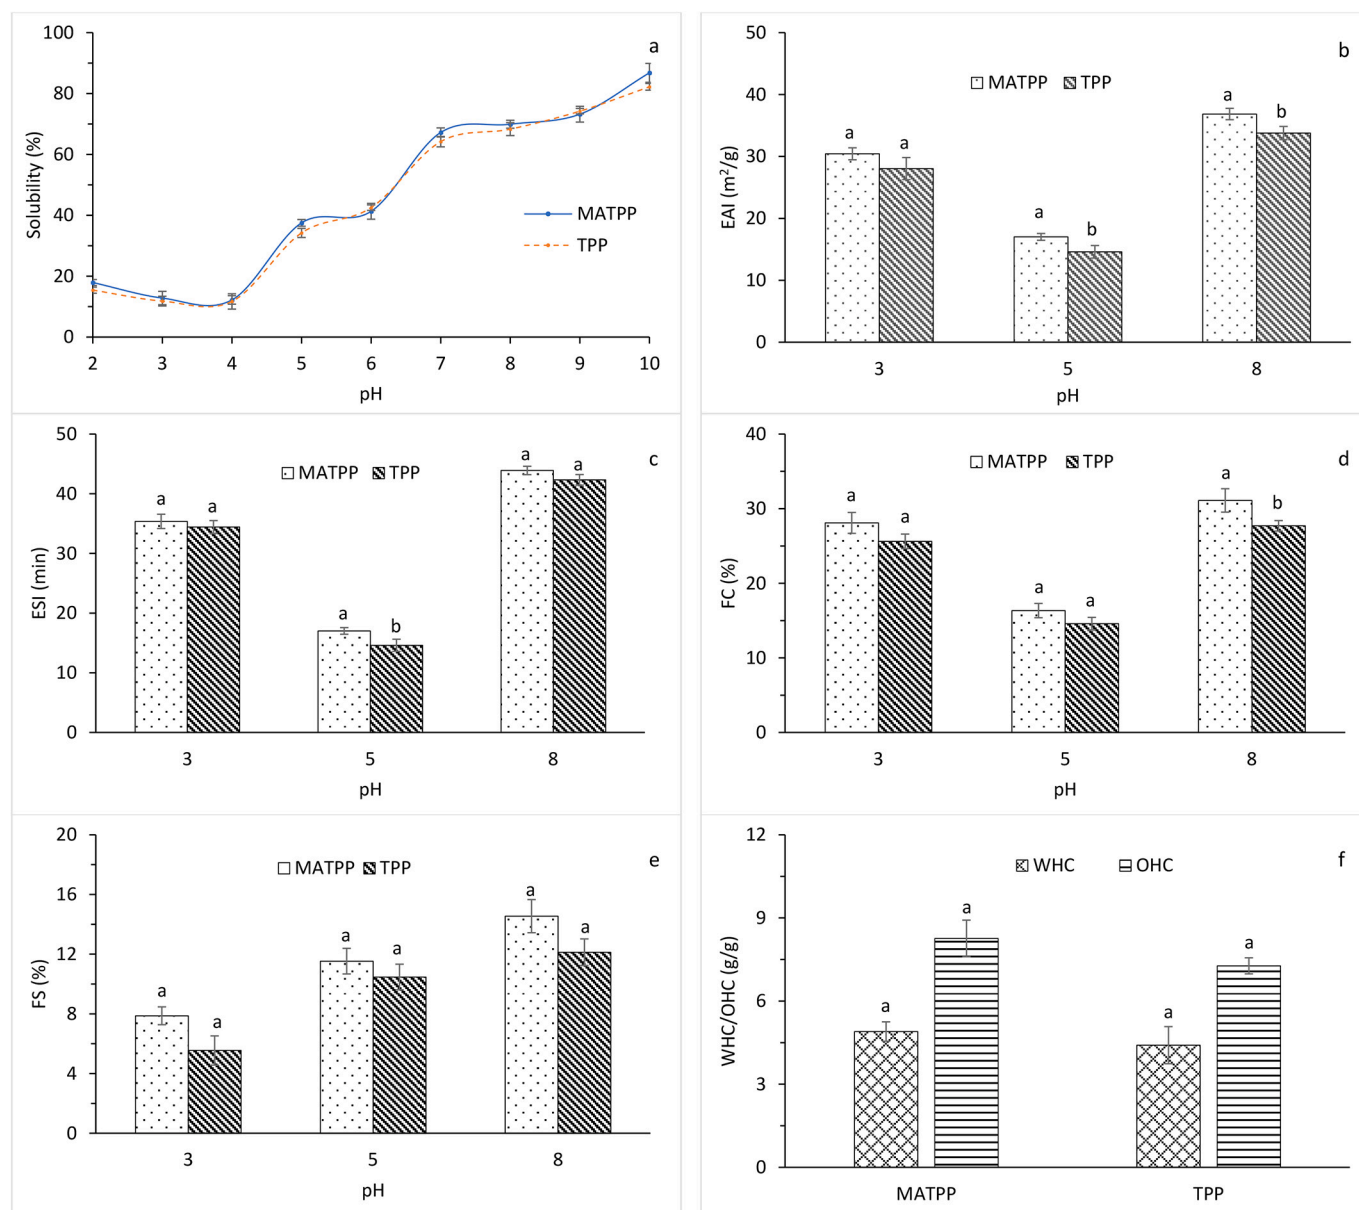 a
Solubility (%)
100
80
60
40
20
0
MATPP
TPP
2 3 4 5 6 7 8 9 10
pH
b
EAI (m²/g)
50
40
30
20
10
0
MATPP TPP
a a a b a b
3 5 8
pH
c
ESI (min)
50
40
30
20
10
0
MATPP TPP
a a a b a a
3 5 8
pH
d
FC (%)
40
30
20
10
0
MATPP TPP
a a a a a b
3 5 8
pH
e
FS (%)
20
16
12
8
4
0
MATPP TPP
a a a a a a
3 5 8
pH
f
WHC/OHC (g/g)
12
9
6
3
0
WHC OHC
a a a a
MATPP TPP